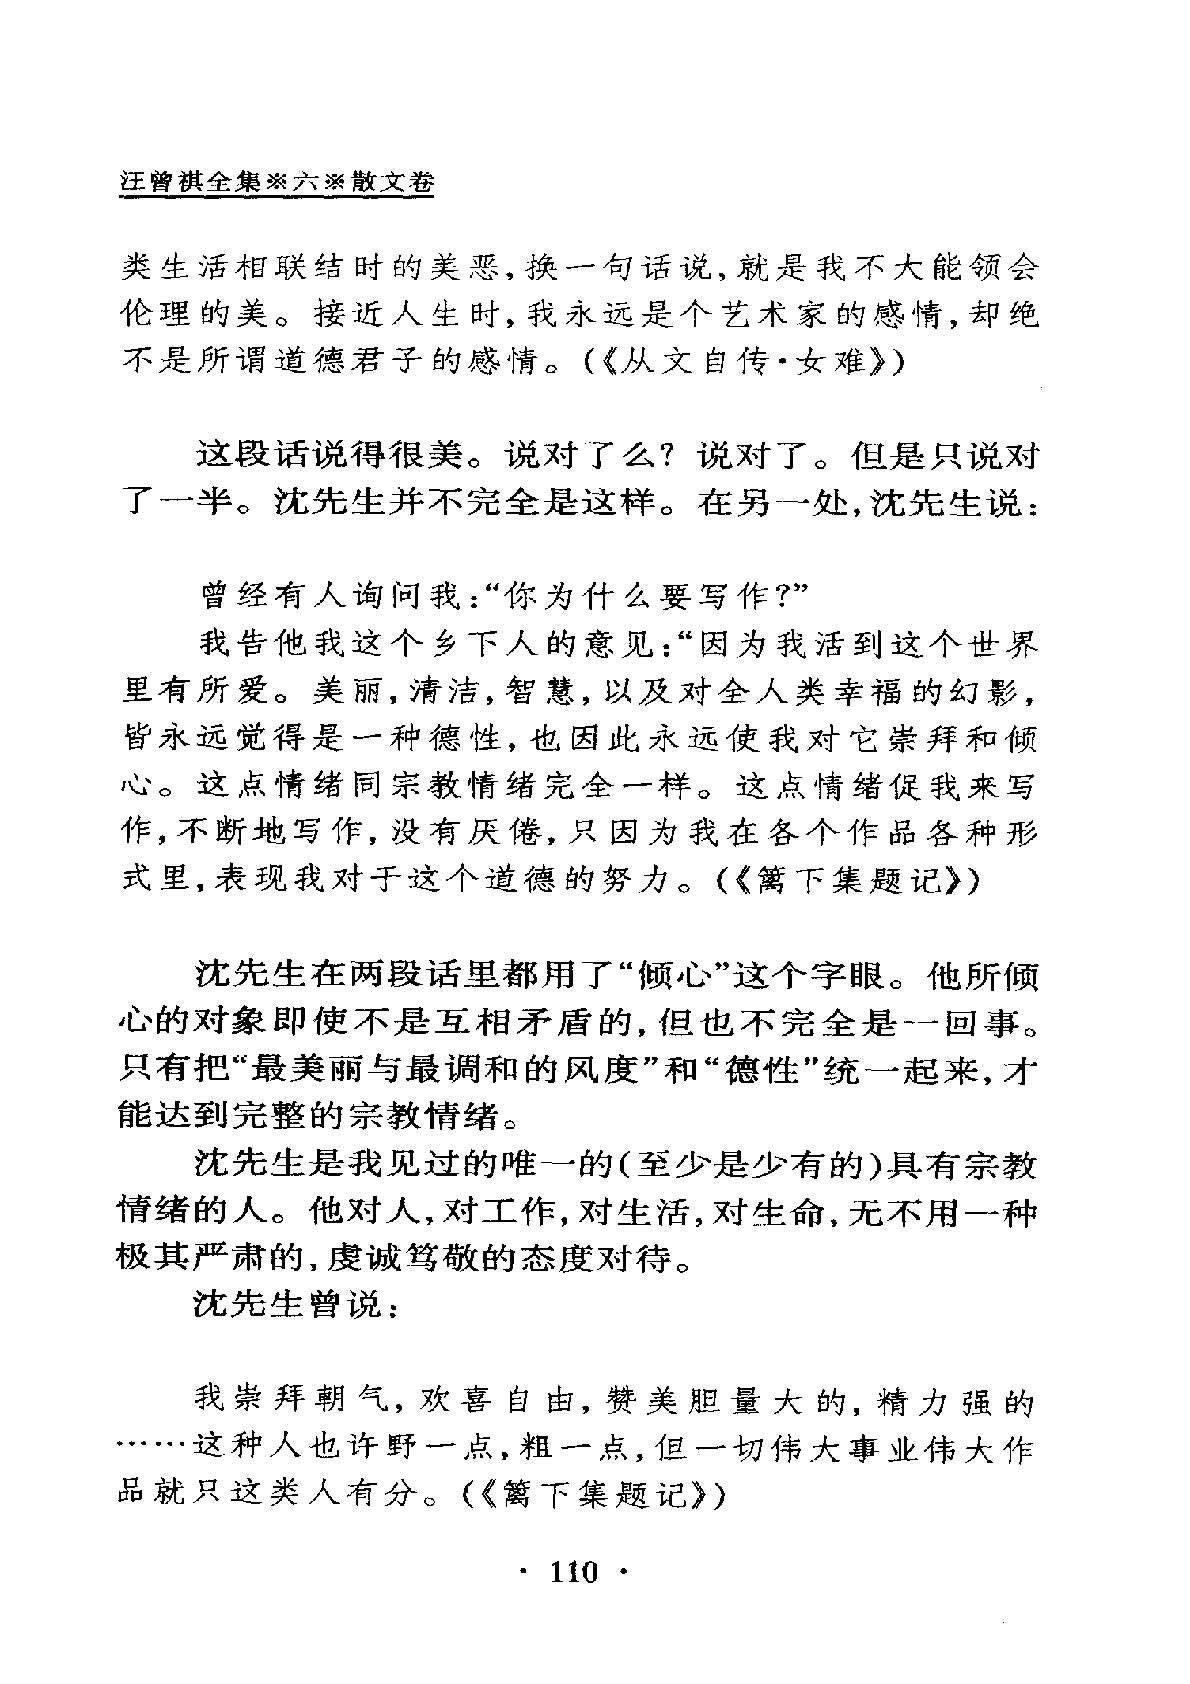 汪曾祺全集※六※散文卷
类生活相联结时的美恶,换一句话说,就是我不大能领会
伦理的美。接近人生时,我永远是个艺术家的感情,却绝
不是所谓道德君子的感情。(《从文自传·女难》)
这段话说得很美。说对了么？说对了。但是只说对
了一半。沈先生并不完全是这样。在另一处,沈先生说:
曾经有人询问我:“你为什么要写作?”
我告他我这个乡下人的意见:“因为我活到这个世界
里有所爱。美丽,清洁,智慧,以及对全人类幸福的幻影,
皆永远觉得是一种德性,也因此永远使我对它崇拜和倾
心。这点情绪同宗教情绪完全一样。这点情绪促我来写
作,不断地写作,没有厌倦,只因为我在各个作品各种形
式里,表现我对于这个道德的努力。(《篱下集题记》)
沈先生在两段话里都用了“倾心”这个字眼。他所倾
心的对象即使不是互相矛盾的,但也不完全是一回事。
只有把“最美丽与最调和的风度”和“德性”统一起来,才
能达到完整的宗教情绪。
沈先生是我见过的唯一的(至少是少有的)具有宗教
情绪的人。他对人,对工作,对生活,对生命,无不用一种
极其严肃的,虔诚笃敬的态度对待。
沈先生曾说:
我崇拜朝气,欢喜自由,赞美胆量大的,精力强的
……这种人也许野一点,粗一点,但一切伟大事业伟大作
品就只这类人有分。(《篱下集题记》)
· 110 ·